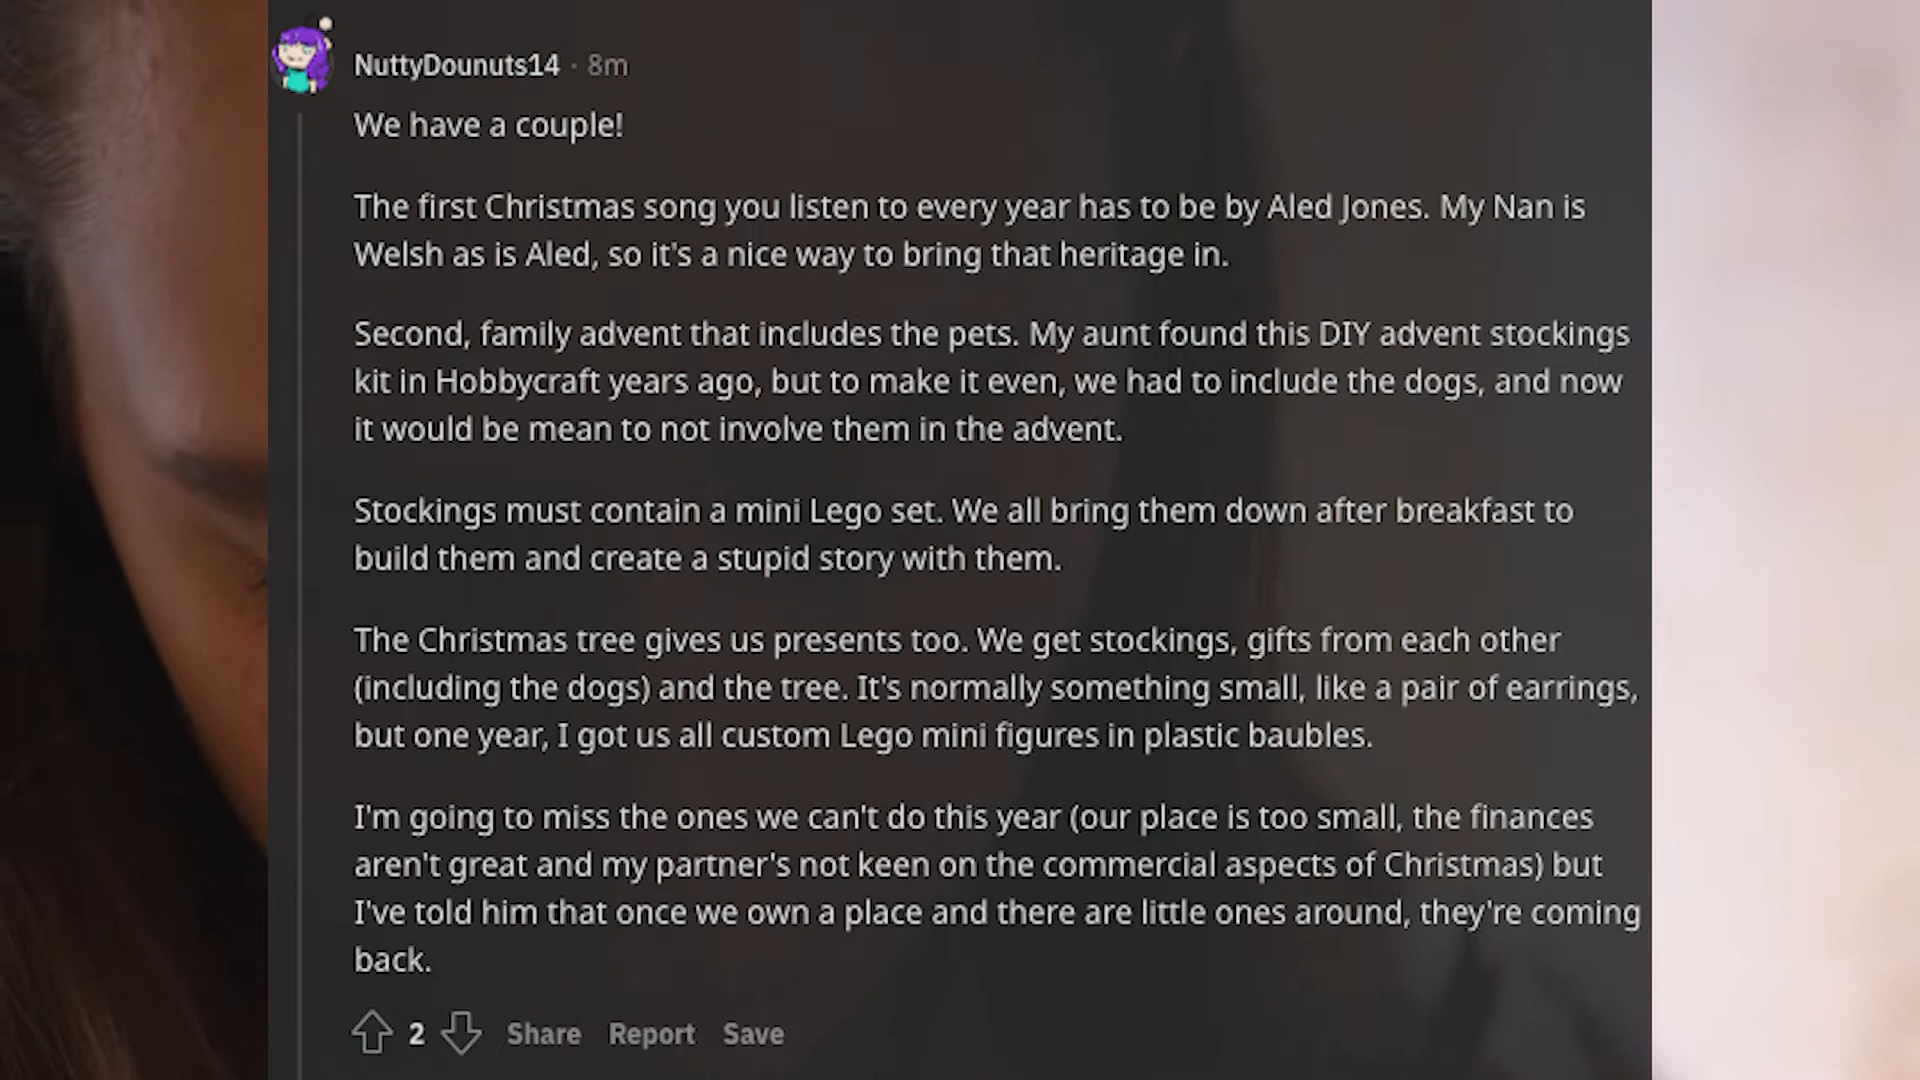 NuttyDounuts14 · 8m
We have a couple!
The first Christmas song you listen to every year has to be by Aled Jones. My Nan is
Welsh as is Aled, so it's a nice way to bring that heritage in.
Second, family advent that includes the pets. My aunt found this DIY advent stockings
kit in Hobbycraft years ago, but to make it even, we had to include the dogs, and now
it would be mean to not involve them in the advent.
Stockings must contain a mini Lego set. We all bring them down after breakfast to
build them and create a stupid story with them.
The Christmas tree gives us presents too. We get stockings, gifts from each other
(including the dogs) and the tree. It's normally something small, like a pair of earrings,
but one year, I got us all custom Lego mini figures in plastic baubles.
I'm going to miss the ones we can't do this year (our place is too small, the finances
aren't great and my partner's not keen on the commercial aspects of Christmas) but
I've told him that once we own a place and there are little ones around, they're coming
back.
2 Share Report Save